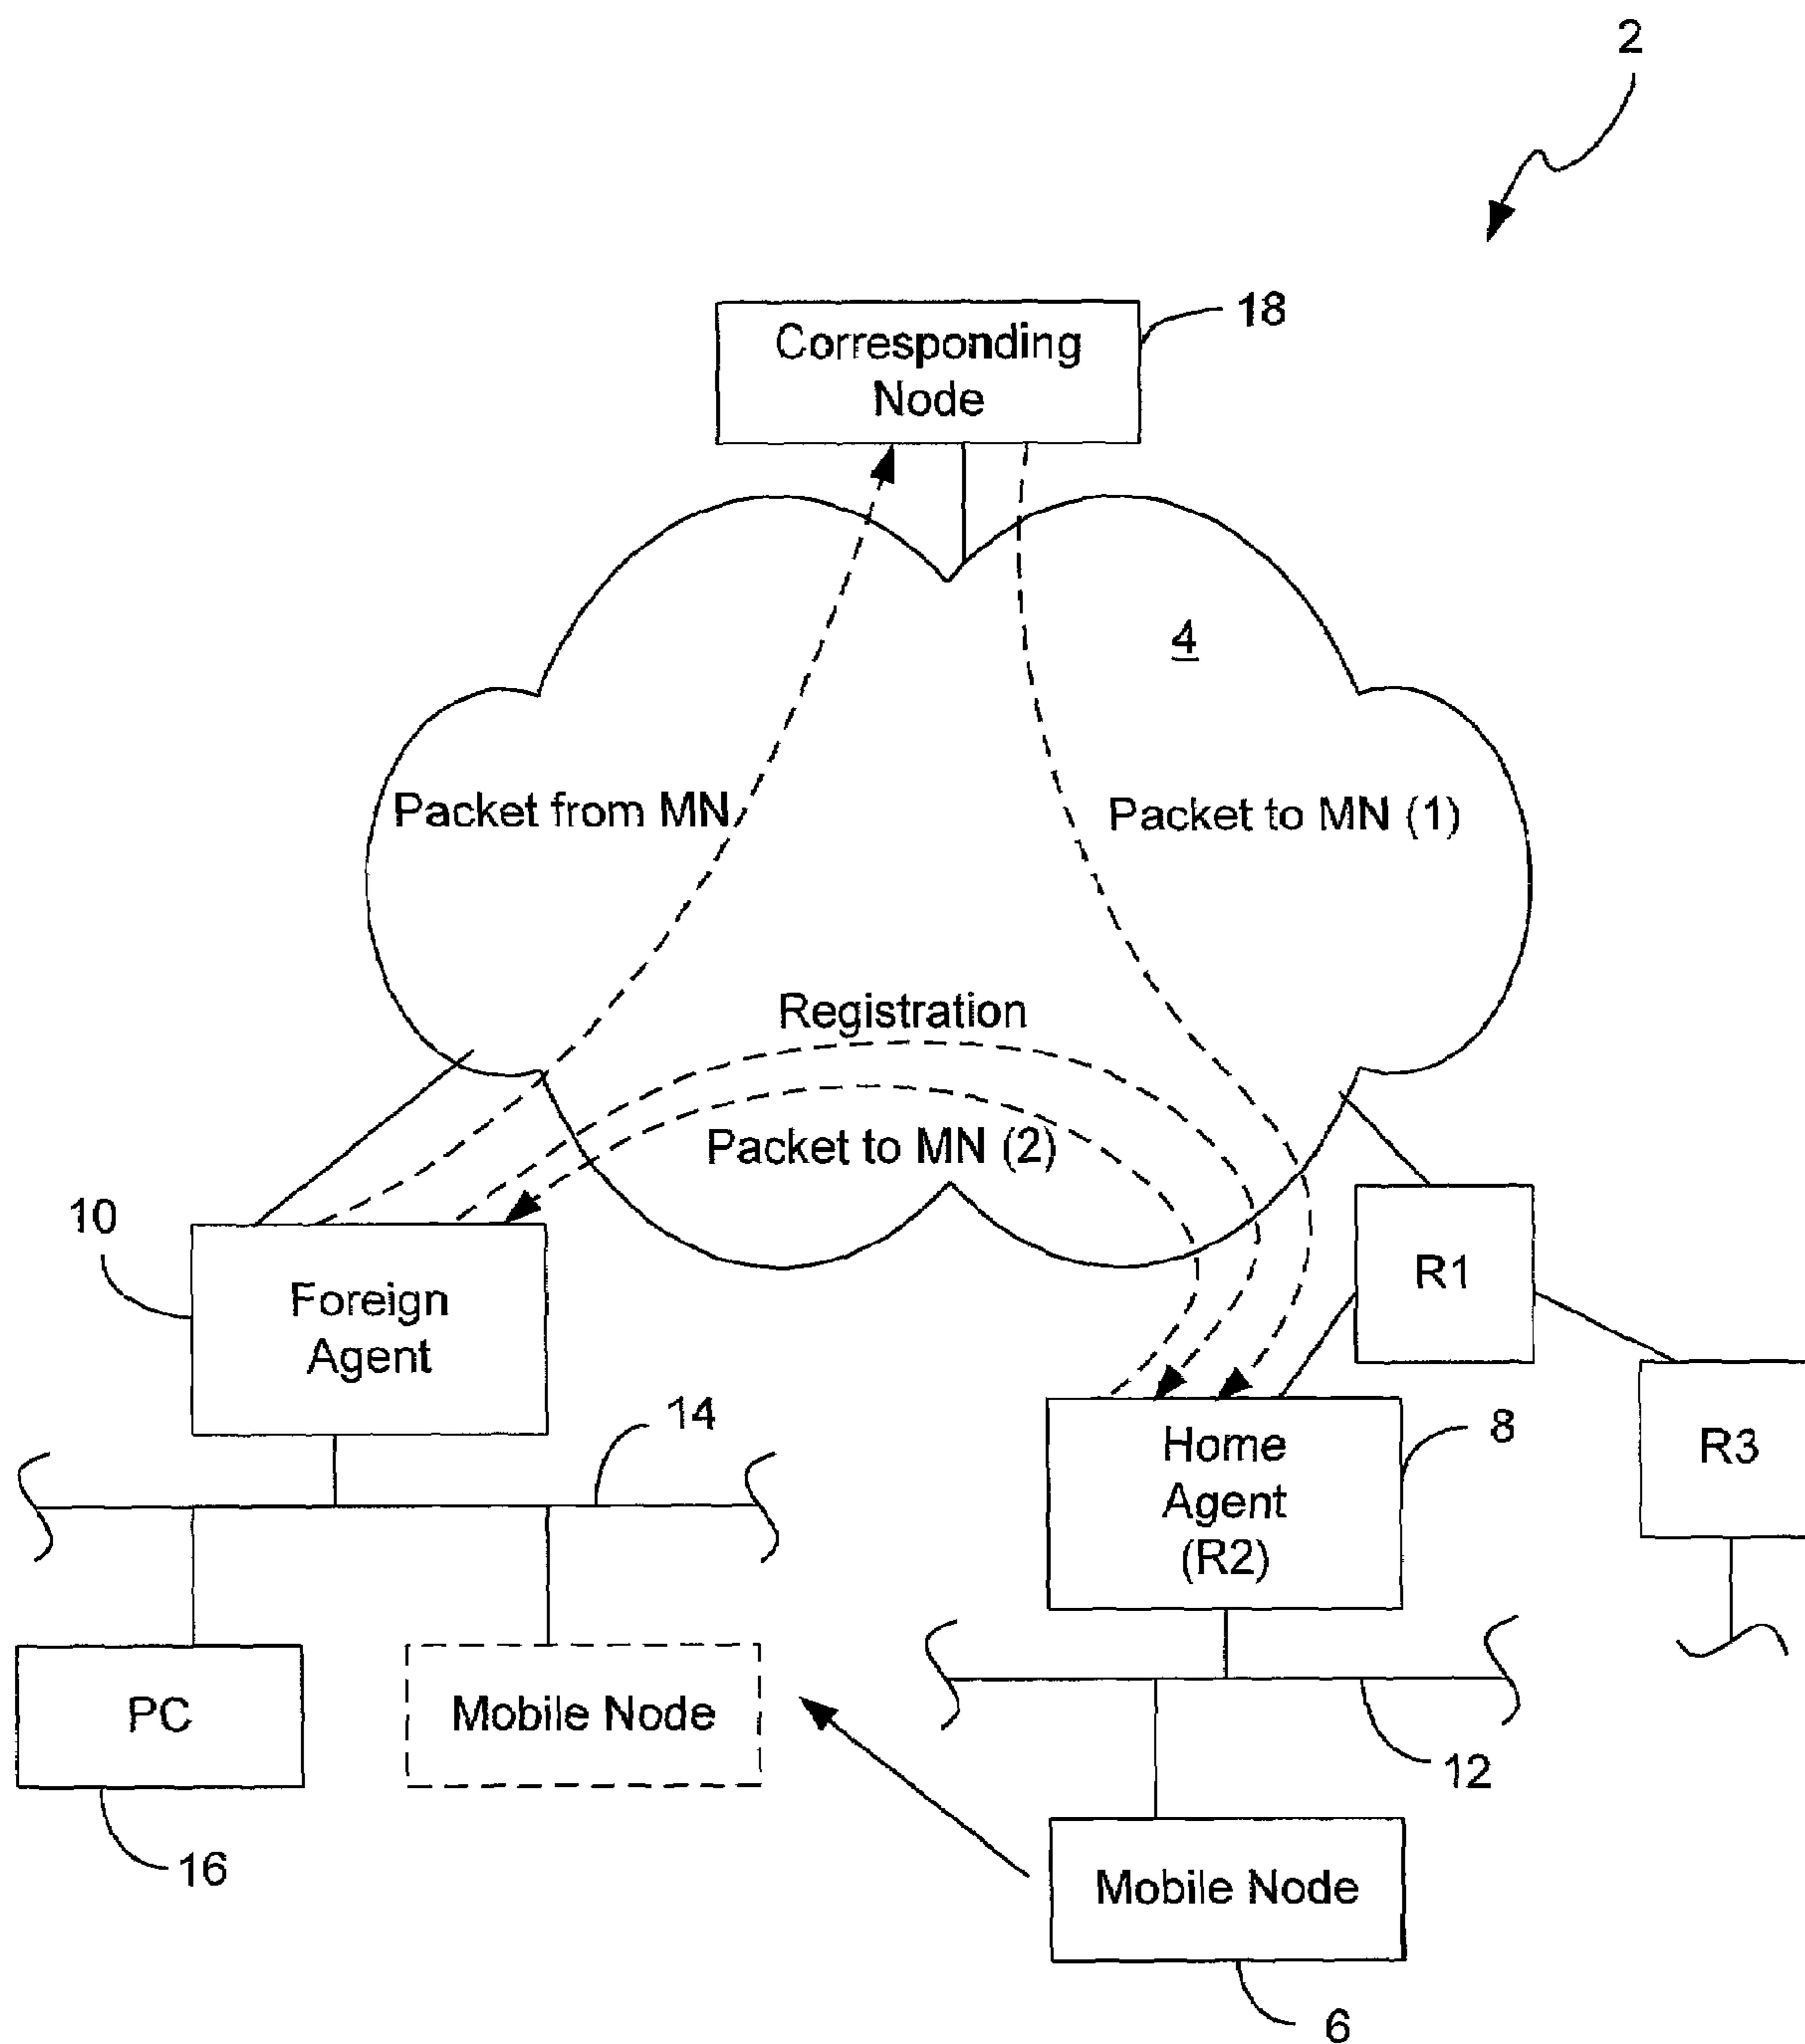 2
18
Corresponding
Node
4
Packet from MN
Packet to MN (1)
Registration
Packet to MN (2)
10
Foreign
Agent
R1
14
Home
Agent
(R2)
8
R3
PC
Mobile Node
12
16
Mobile Node
6